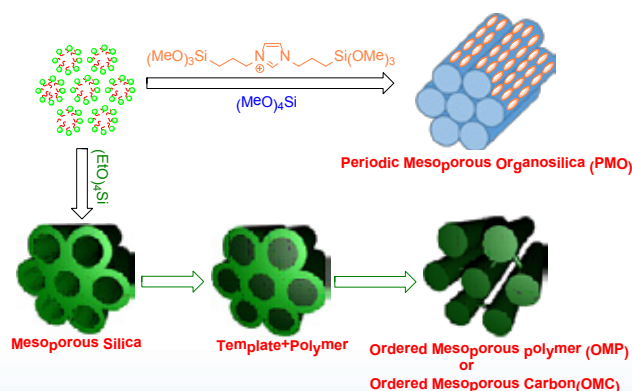 (MeO)3Si
N
N
Si(OMe)3
+
(MeO)4Si
Periodic Mesoporous Organosilica (PMO)
(EtO)4Si
Mesoporous Silica
Template+Polymer
Ordered Mesoporous polymer (OMP)
or
Ordered Mesoporous Carbon(OMC)